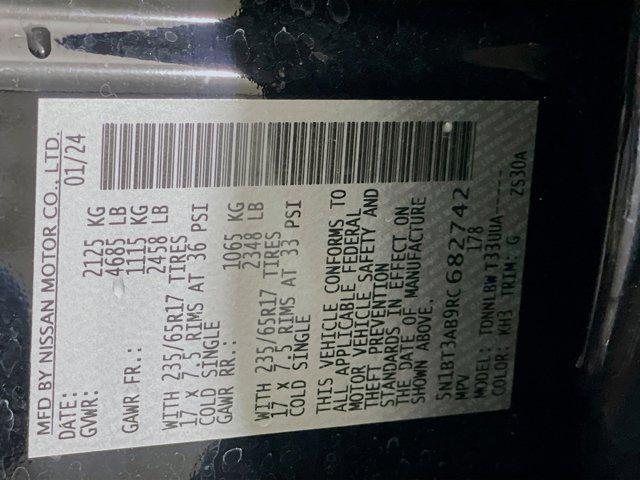 MFD BY NISSAN MOTOR CO., LTD.
DATE: 01/24
GVWR: 2125 KG
4685 LB
GAWR FR.: 1115 KG
2458 LB
WITH 235/65R17 TIRES
17 X 7.5 RIMS AT 36 PSI
COLD SINGLE
GAWR RR.: 1065 KG
2348 LB
WITH 235/65R17 TIRES
17 X 7.5 RIMS AT 33 PSI
COLD SINGLE
THIS VEHICLE CONFORMS TO
ALL APPLICABLE FEDERAL
MOTOR VEHICLE SAFETY AND
THEFT PREVENTION
STANDARDS IN EFFECT ON
THE DATE OF MANUFACTURE
SHOWN ABOVE.
5N1BT3AB9RC682742
MPV 178
MODEL: TONNLBW T33UUA-----
COLOR: KH3 TRIM: G ZS30A